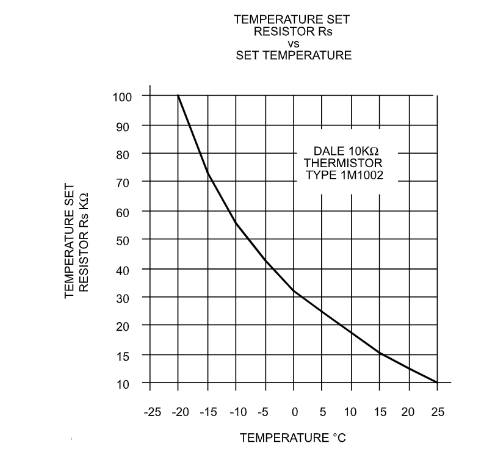 TEMPERATURE SET
RESISTOR Rs
vs
SET TEMPERATURE
TEMPERATURE SET
RESISTOR Rs KΩ
100
90
80
70
60
50
40
30
20
15
10
DALE 10KΩ
THERMISTOR
TYPE 1M1002
-25 -20 -15 -10 -5 0 5 10 15 20 25
TEMPERATURE °C